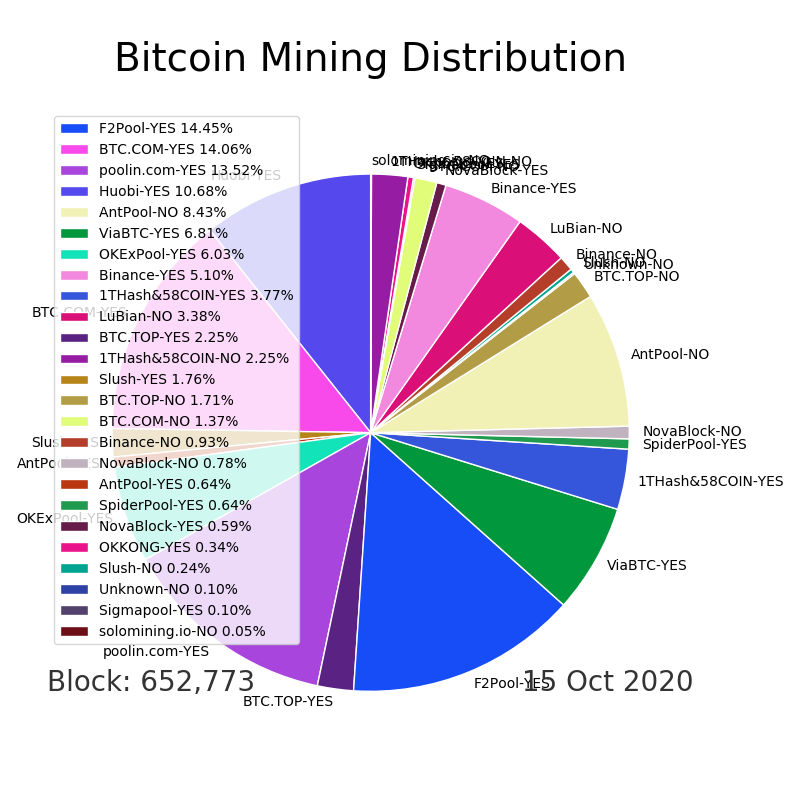 Bitcoin Mining Distribution
F2Pool-YES 14.45%
BTC.COM-YES 14.06%
poolin.com-YES 13.52%
Huobi-YES 10.68%
AntPool-NO 8.43%
ViaBTC-YES 6.81%
OKExPool-YES 6.03%
Binance-YES 5.10%
1THash&58COIN-YES 3.77%
LuBian-NO 3.38%
BTC.TOP-YES 2.25%
1THash&58COIN-NO 2.25%
Slush-YES 1.76%
BTC.TOP-NO 1.71%
BTC.COM-NO 1.37%
Binance-NO 0.93%
NovaBlock-NO 0.78%
AntPool-YES 0.64%
SpiderPool-YES 0.64%
NovaBlock-YES 0.59%
OKKONG-YES 0.34%
Slush-NO 0.24%
Unknown-NO 0.10%
Sigmapool-YES 0.10%
solomining.io-NO 0.05%
Huobi-YES
BTC.COM-YES
OKExPool-YES
poolin.com-YES
BTC.TOP-YES
F2Pool-YES
ViaBTC-YES
1THash&58COIN-YES
SpiderPool-YES
NovaBlock-NO
AntPool-NO
BTC.TOP-NO
Unknown-NO
Slush-NO
Binance-NO
LuBian-NO
Binance-YES
NovaBlock-YES
Block: 652,773
15 Oct 2020